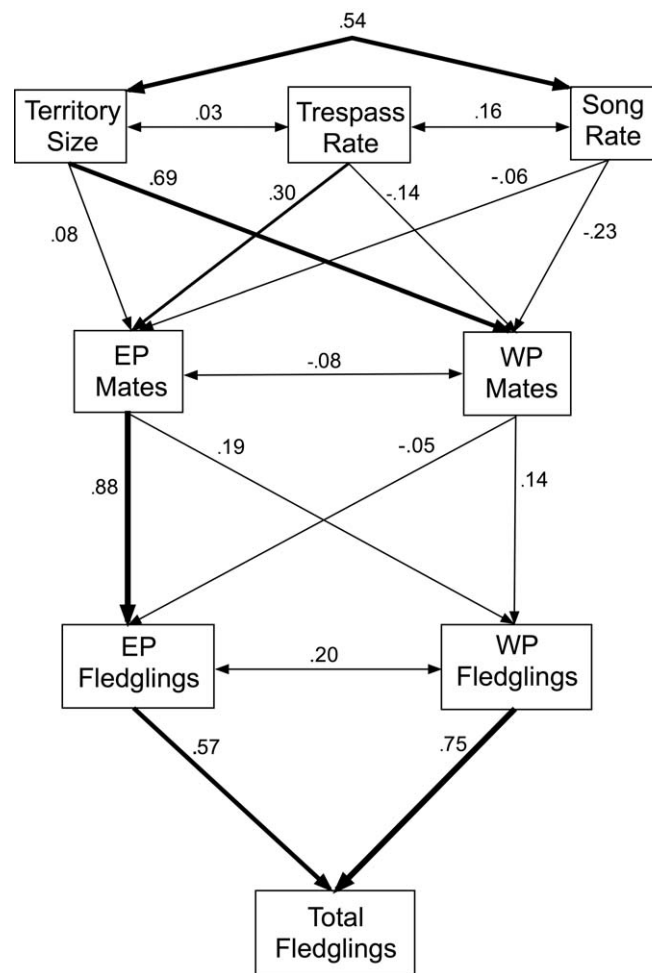 .54
Territory
Size
.03
Trespass
Rate
.16
Song
Rate
.08
.69
.30
-.14
-.06
-.23
EP
Mates
-.08
WP
Mates
.88
.19
-.05
.14
EP
Fledglings
.20
WP
Fledglings
.57
.75
Total
Fledglings